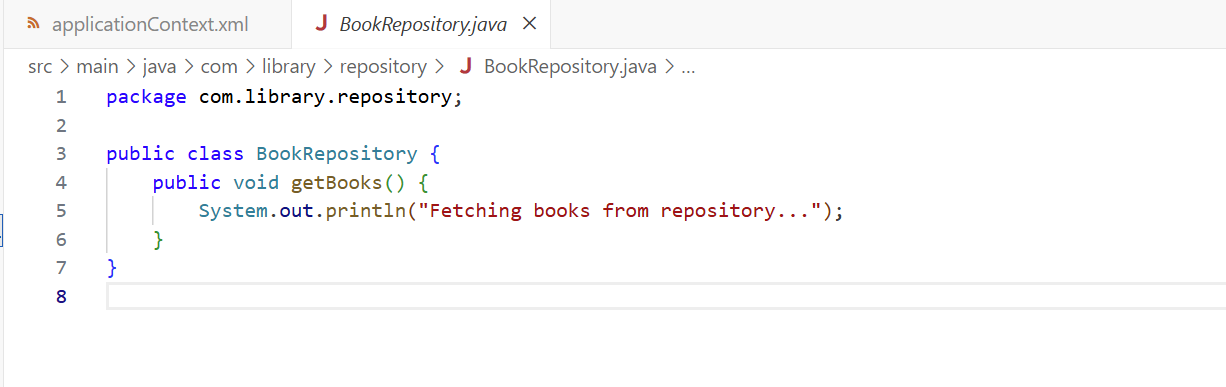 applicationContext.xml
J BookRepository.java ×
src > main > java > com > library > repository > J BookRepository.java > ...
1 package com.library.repository;
2
3 public class BookRepository {
4 public void getBooks() {
5 System.out.println("Fetching books from repository...");
6 }
7 }
8